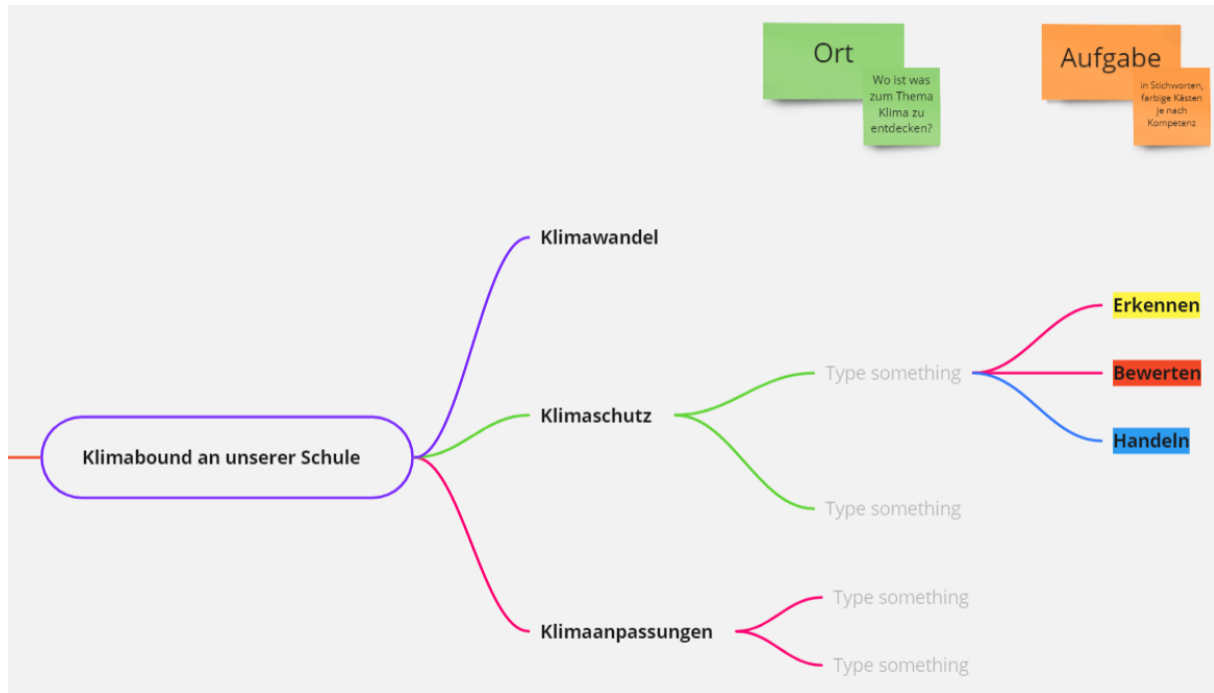 Ort
Wo ist was
zum Thema
Klima zu
entdecken?
Aufgabe
in Stichworten,
farbige Kästen
je nach
Kompetenz
Klimawandel
Erkennen
Type something
Bewerten
Klimaschutz
Handeln
Klimabound an unserer Schule
Type something
Type something
Klimaanpassungen
Type something